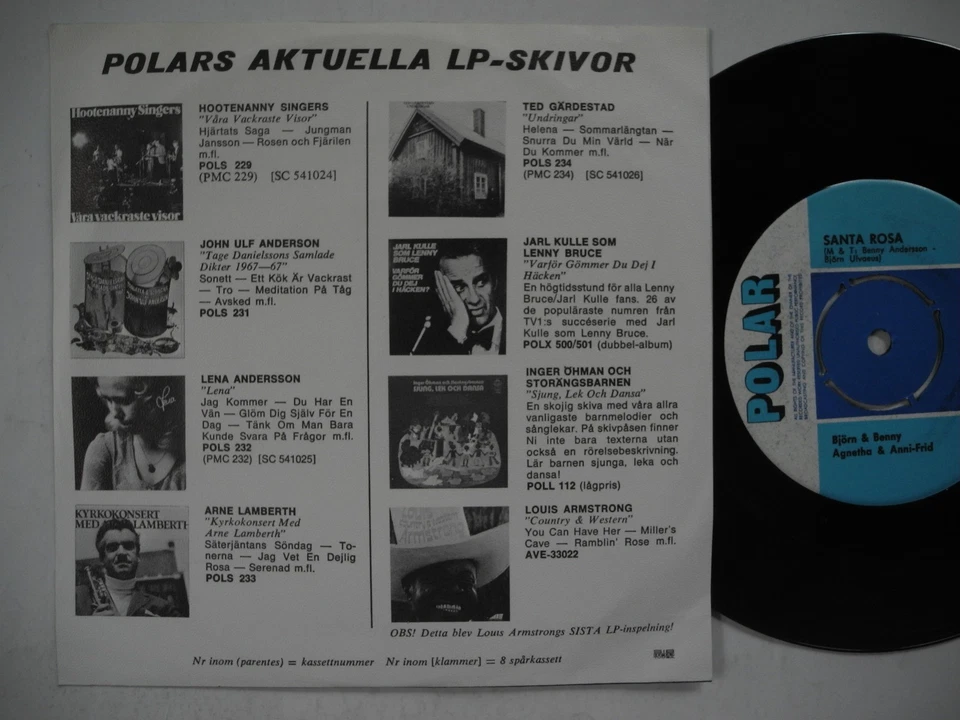 POLARS AKTUELLA LP-SKIVOR
Hootenanny Singers
Våra vackraste visor
HOOTENANNY SINGERS
"Våra Vackraste Visor"
Hjärtats Saga — Jungman
Jansson — Rosen och Fjärilen
m.fl.
POLS 229
(PMC 229) [SC 541024]
JOHN ULF ANDERSON
"Tage Danielssons Samlade
Dikter 1967—67"
Sonett — Ett Kök Är Vackrast
— Tro — Meditation På Tåg
— Avsked m.fl.
POLS 231
Lena
LENA ANDERSSON
"Lena"
Jag Kommer — Du Har En
Vän — Glöm Dig Själv För En
Dag — Tänk Om Man Bara
Kunde Svara På Frågor m.fl.
POLS 232
(PMC 232) [SC 541025]
KYRKOKONSERT
MED ARNE LAMBERTH
ARNE LAMBERTH
"Kyrkokonsert Med
Arne Lamberth"
Säterjäntans Söndag — To-
nerna — Jag Vet En Dejlig
Rosa — Serenad m.fl.
POLS 233
TED GÄRDESTAD
"Undringar"
Helena — Sommarlängtan —
Snurra Du Min Värld — När
Du Kommer m.fl.
POLS 234
(PMC 234) [SC 541026]
JARL KULLE
SOM LENNY
BRUCE
VARFÖR
GÖMMER
DU DEJ
I HÄCKEN?
JARL KULLE SOM
LENNY BRUCE
"Varför Gömmer Du Dej I
Häcken"
En högtidsstund för alla Lenny
Bruce/Jarl Kulle fans. 26 av
de populäraste numren från
TV1:s succéserie med Jarl
Kulle som Lenny Bruce.
POLX 500/501 (dubbel-album)
SJUNG, LEK OCH DANSA
INGER ÖHMAN OCH
STORÄNGSBARNEN
"Sjung, Lek Och Dansa"
En skojig skiva med våra allra
vanligaste barnmelodier och
sånglekar. På skivpåsen finner
Ni inte bara texterna utan
också en rörelsebeskrivning.
Lär barnen sjunga, leka och
dansa!
POLL 112 (lågpris)
LOUIS ARMSTRONG
"Country & Western"
You Can Have Her — Miller's
Cave — Ramblin' Rose m.fl.
AVE-33022
OBS! Detta blev Louis Armstrongs SISTA LP-inspelning!
Nr inom (parentes) = kassettnummer Nr inom [klammer] = 8 spårkassett
POLAR
SANTA ROSA
(M & T: Benny Andersson -
Björn Ulvaeus)
Björn & Benny
Agnetha & Anni-Frid